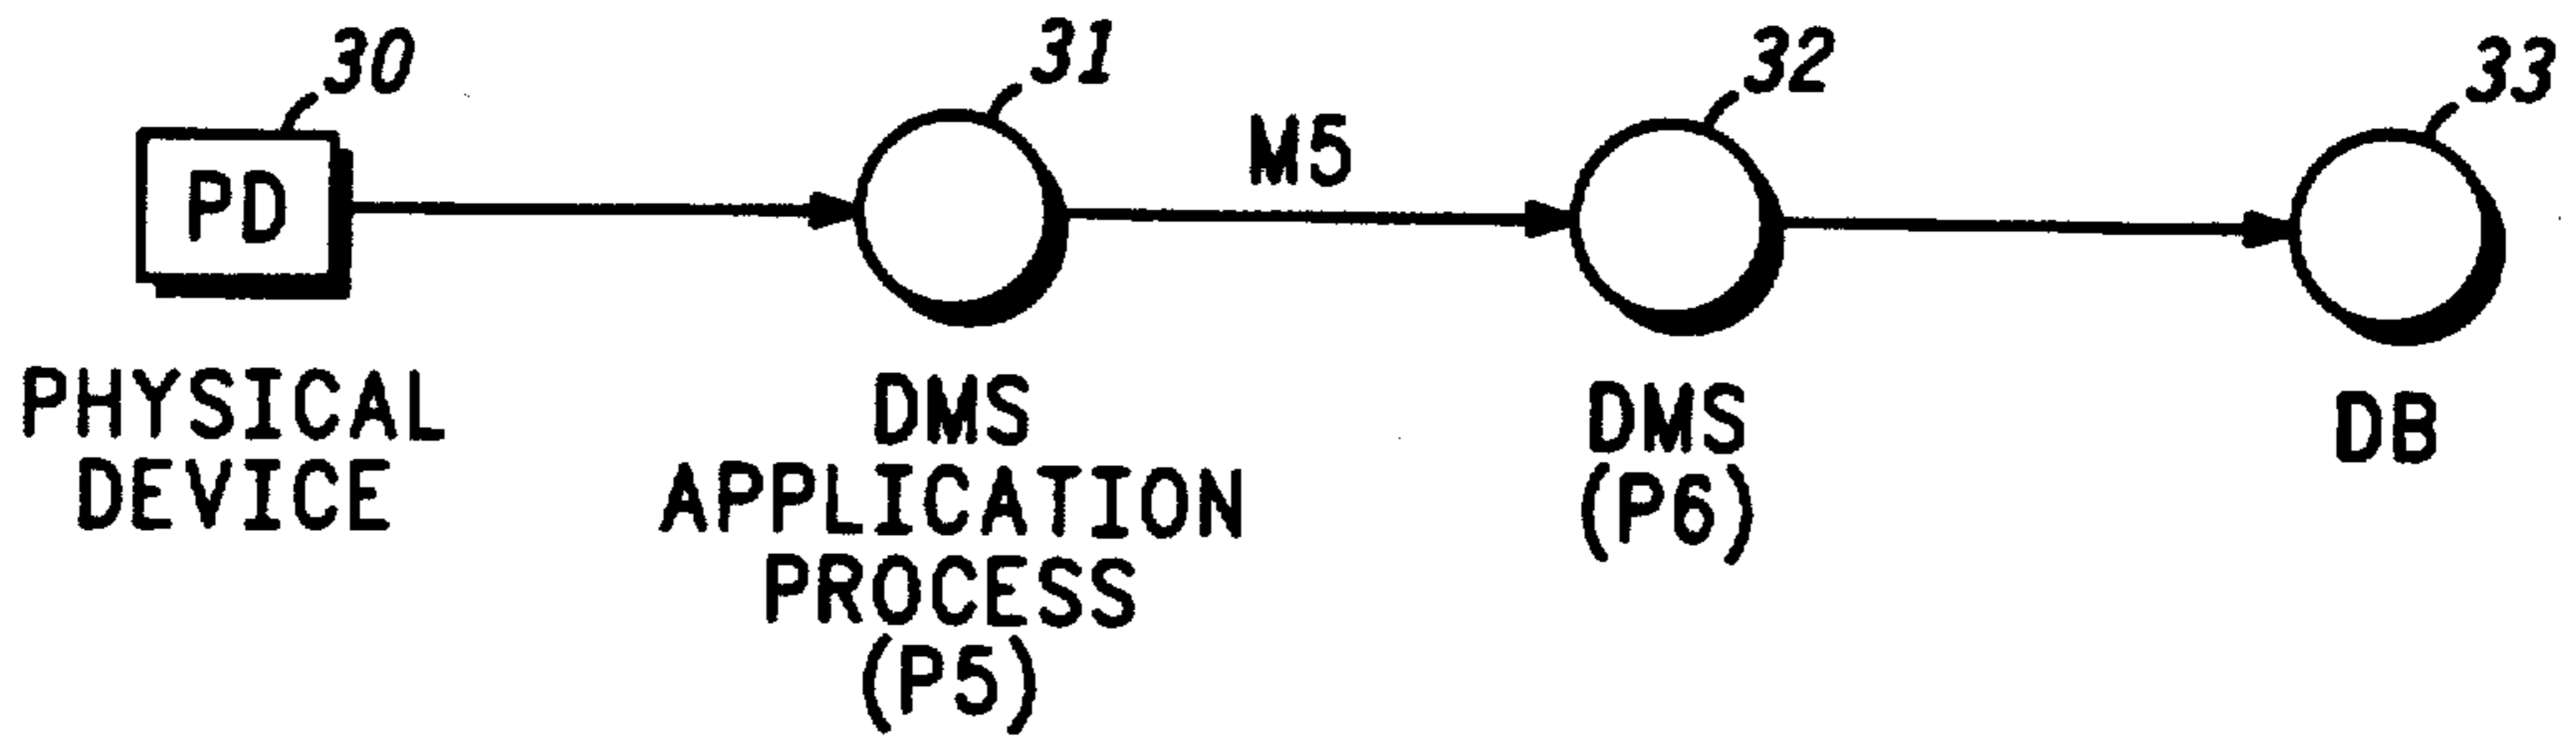 30
31
32
33
PD
M5
PHYSICAL
DEVICE
DMS
APPLICATION
PROCESS
(P5)
DMS
(P6)
DB